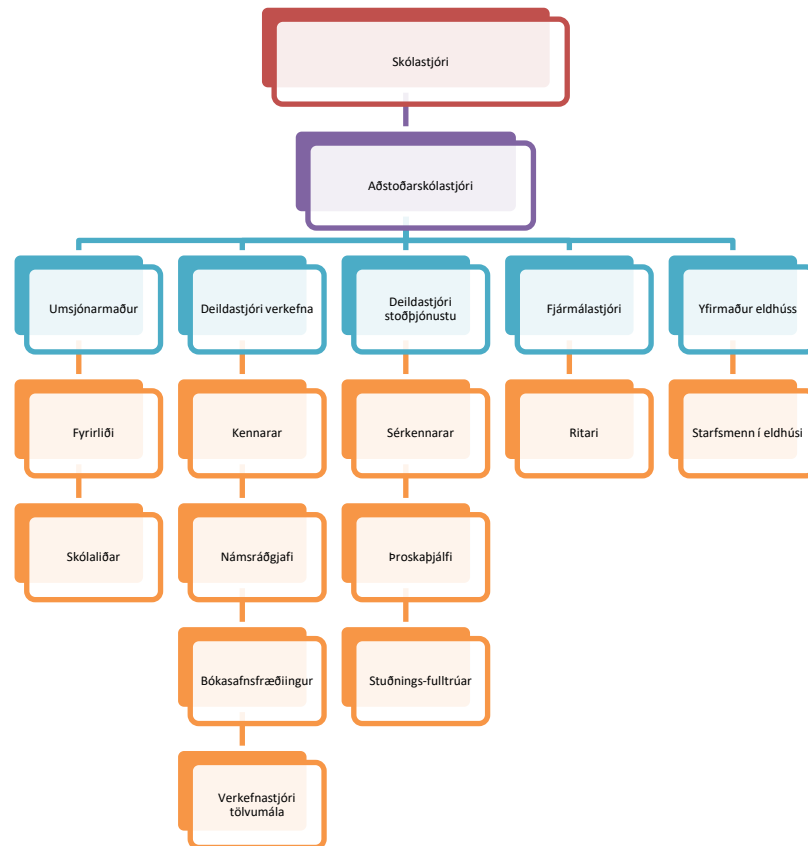 Skólastjóri
Aðstoðarskólastjóri
Umsjónarmaður
Deildastjóri verkefna
Deildastjóri
stoðþjónustu
Fjármálastjóri
Yfirmaður eldhúss
Fyrirliði
Kennarar
Sérkennarar
Ritari
Starfsmenn í eldhúsi
Skólaliðar
Námsráðgjafi
Þroskaþjálfi
Bókasafnsfræðiingur
Stuðnings-fulltrúar
Verkefnastjóri
tölvumála